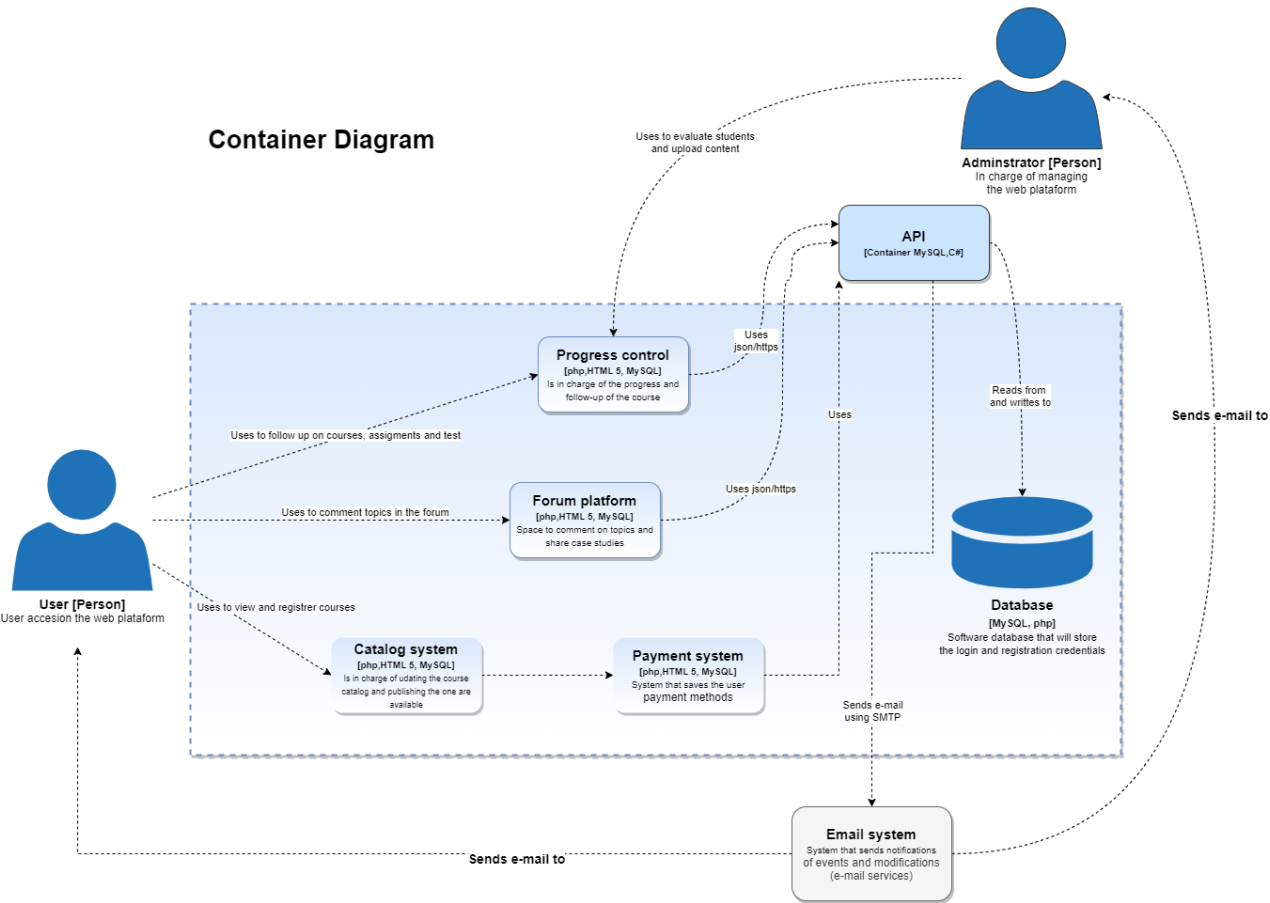 Container Diagram
Uses to evaluate students
and upload content
Adminstrator [Person]
In charge of managing
the web plataform
API
[Container MySQL,C#]
Uses
json/https
Progress control
[php,HTML 5, MySQL]
Is in charge of the progress and
follow-up of the course
Reads from
and writtes to
Uses
Sends e-mail to
Uses to follow up on courses, assigments and test
Uses json/https
Forum platform
[php,HTML 5, MySQL]
Space to comment on topics and
share case studies
Uses to comment topics in the forum
User [Person]
User accesion the web plataform
Uses to view and registrer courses
Database
[MySQL, php]
Software database that will store
the login and registration credentials
Catalog system
[php,HTML 5, MySQL]
Is in charge of udating the course
catalog and publishing the one are
available
Payment system
[php,HTML 5, MySQL]
System that saves the user
payment methods
Sends e-mail
using SMTP
Email system
System that sends notifications
of events and modifications
(e-mail services)
Sends e-mail to